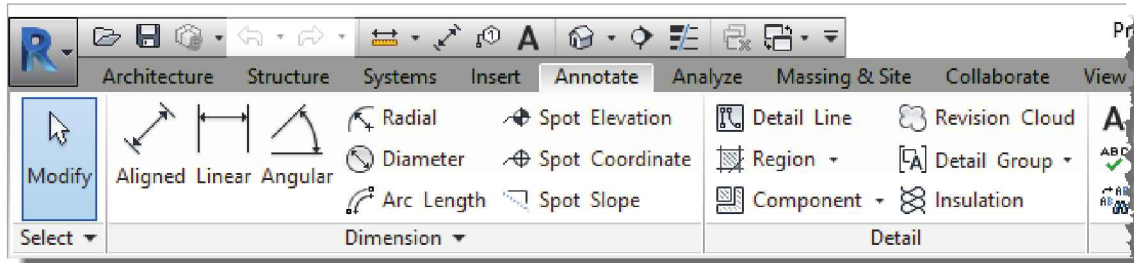 Pr
R
A
Architecture Structure Systems Insert Annotate Analyze Massing & Site Collaborate View
Modify Aligned Linear Angular
Radial Spot Elevation Detail Line Revision Cloud A
Diameter Spot Coordinate Region Detail Group ABC
Arc Length Spot Slope Component Insulation
Select Dimension Detail